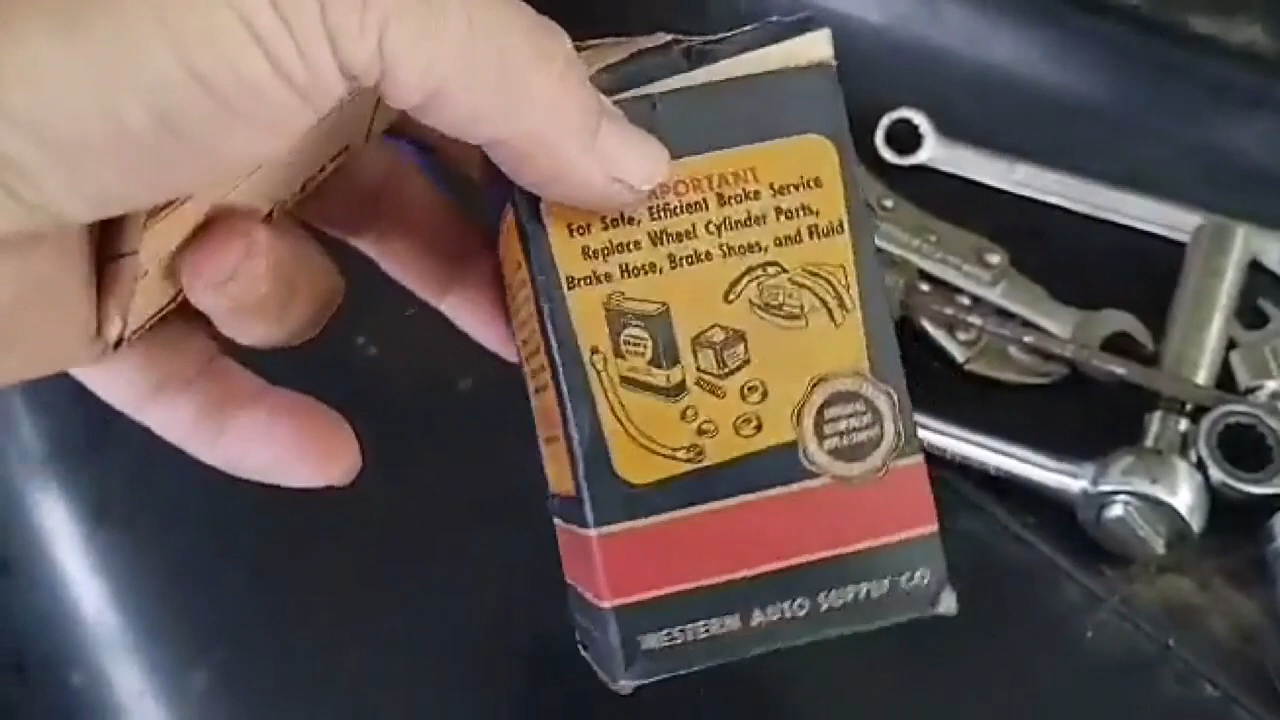 IMPORTANT
For Safe, Efficient Brake Service
Replace Wheel Cylinder Parts,
Brake Hose, Brake Shoes, and Fluid
WESTERN AUTO SUPPLY CO